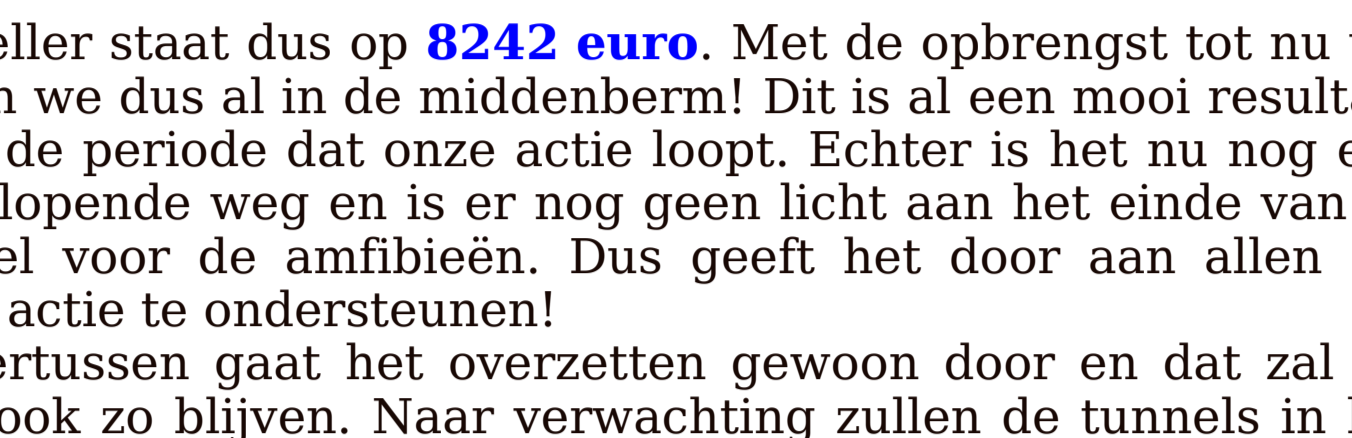 eller staat dus op 8242 euro. Met de opbrengst tot nu
we dus al in de middenberm! Dit is al een mooi result
de periode dat onze actie loopt. Echter is het nu nog e
lopende weg en is er nog geen licht aan het einde van
el voor de amfibieën. Dus geeft het door aan allen
actie te ondersteunen!
ertussen gaat het overzetten gewoon door en dat zal
ook zo blijven. Naar verwachting zullen de tunnels in